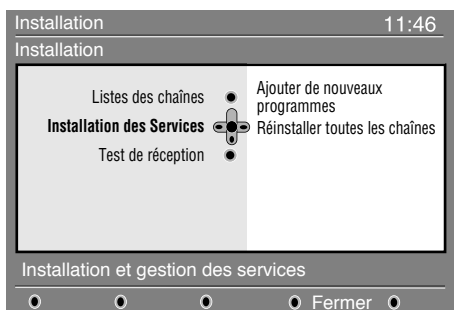 Installation 11:46
Installation
Listes des chaînes
Installation des Services
Test de réception
Ajouter de nouveaux
programmes
Réinstaller toutes les chaînes
Installation et gestion des services
Fermer